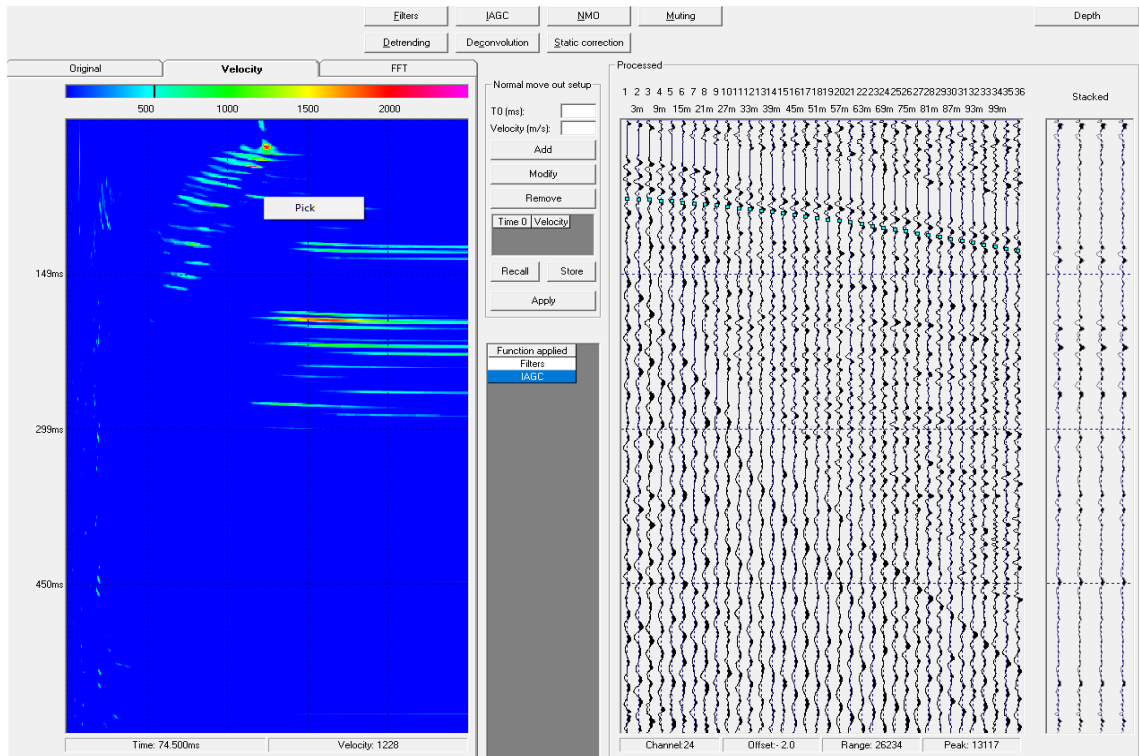 Filters
IAGC
NMO
Muting
Depth
Detrending
Deconvolution
Static correction
Original
Velocity
FFT
500
1000
1500
2000
149ms
299ms
450ms
Pick
Time: 74.500ms
Velocity: 1228
Normal move out setup
T0 (ms):
Velocity (m/s):
Add
Modify
Remove
Time 0 Velocity
Recall
Store
Apply
Function applied
Filters
IAGC
Processed
1 2 3 4 5 6 7 8 9 10 11 12 13 14 15 16 17 18 19 20 21 22 23 24 25 26 27 28 29 30 31 32 33 34 35 36
3m 9m 15m 21m 27m 33m 39m 45m 51m 57m 63m 69m 75m 81m 87m 93m 99m
Stacked
Channel:24
Offset:- 2.0
Range: 26234
Peak: 13117